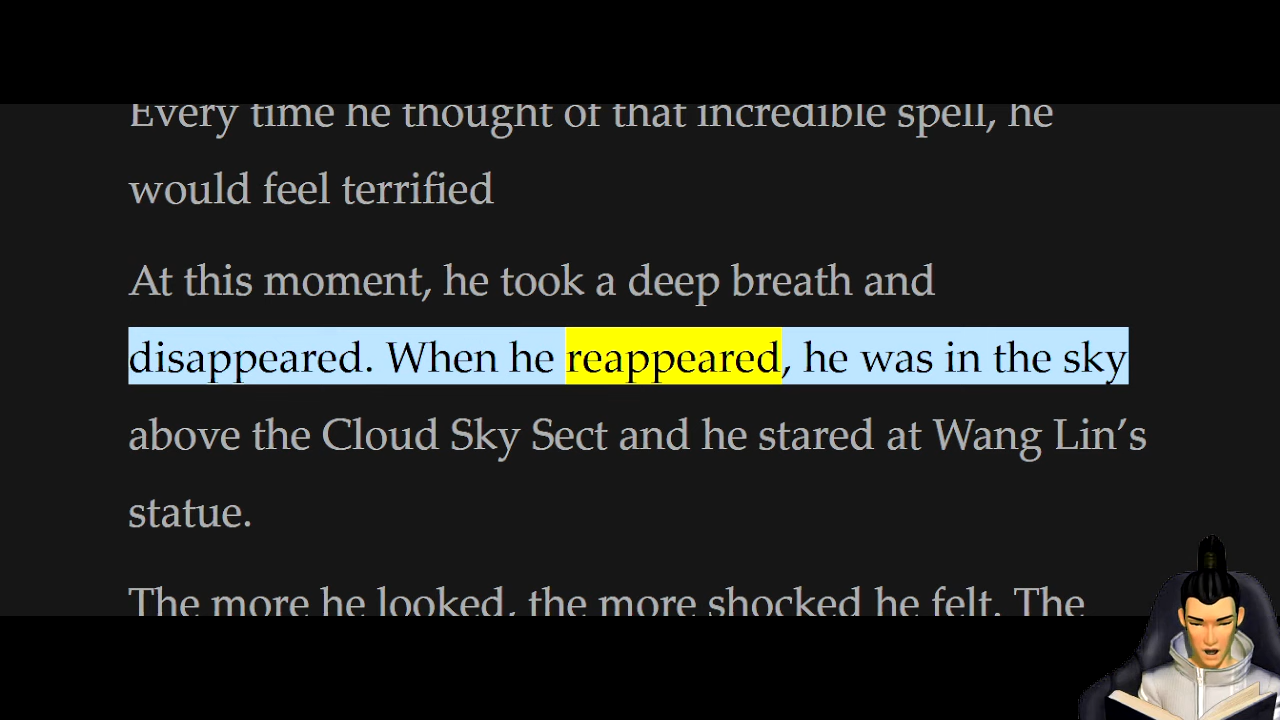 Every time he thought of that incredible spell, he
would feel terrified
At this moment, he took a deep breath and
disappeared. When he reappeared, he was in the sky
above the Cloud Sky Sect and he stared at Wang Lin’s
statue.
The more he looked, the more shocked he felt. The